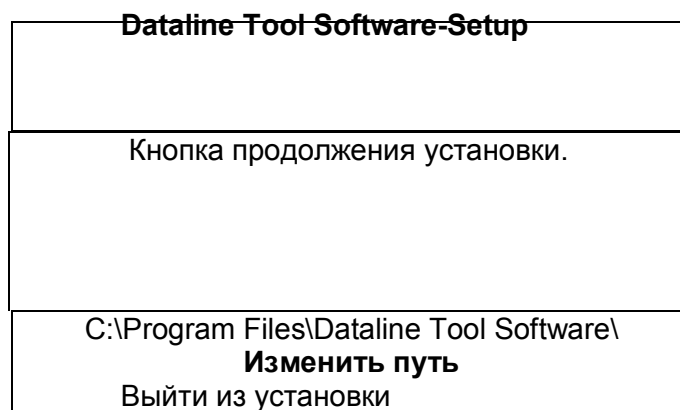 Dataline Tool Software-Setup
Кнопка продолжения установки.
C:\Program Files\Dataline Tool Software\
Изменить путь
Выйти из установки